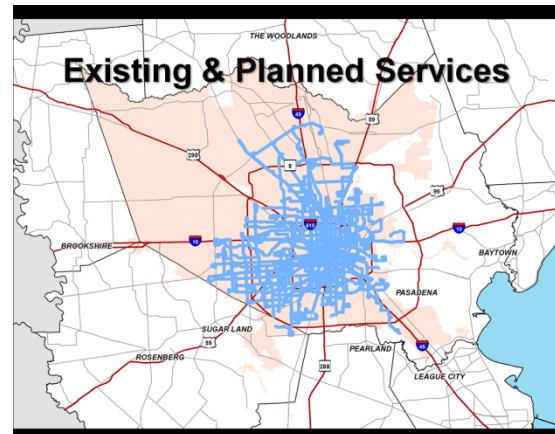 THE WOODLANDS
Existing & Planned Services
45
59
290
8
90
610
10
10
BROOKSHIRE
BAYTOWN
PASADENA
SUGAR LAND
59
PEARLAND
45
ROSENBERG
288
LEAGUE CITY